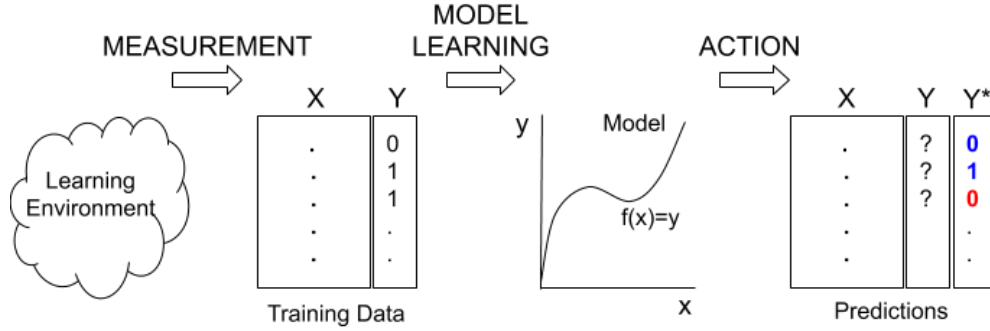 MEASUREMENT
MODEL
LEARNING
ACTION
X Y
X Y Y*
Learning
Environment
0
1
1
y
Model
f(x)=y
x
? 0
? 1
? 0
Training Data
Predictions